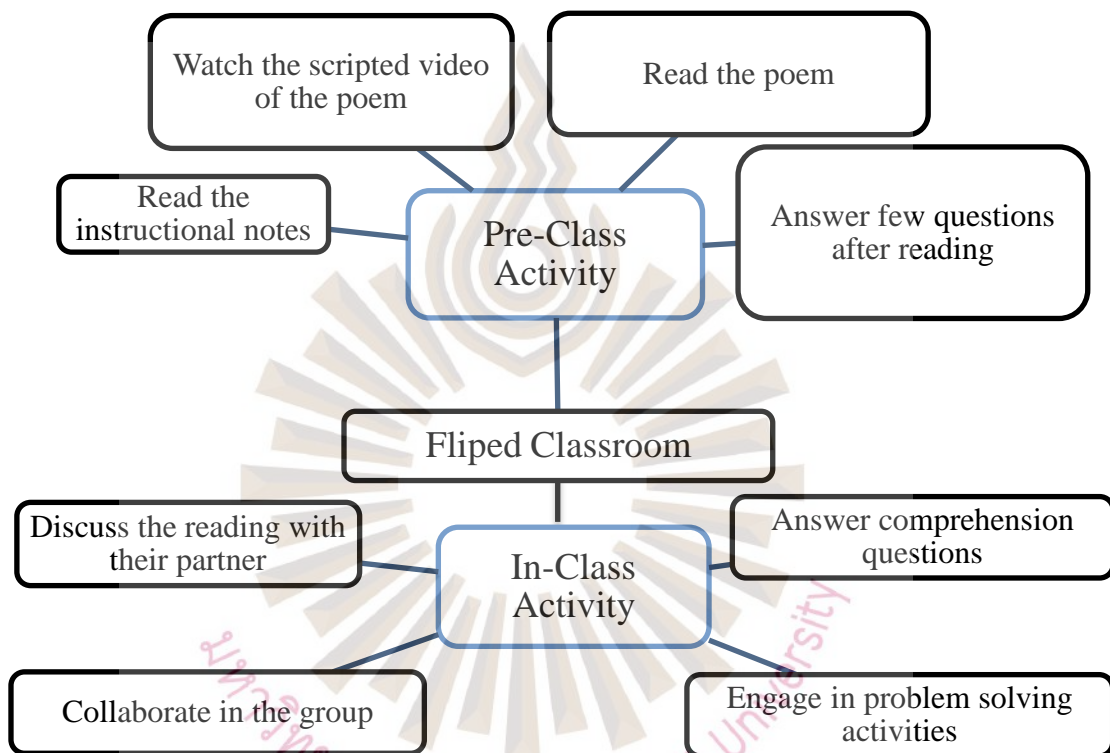 Watch the scripted video
of the poem
Read the poem
Read the
instructional notes
Pre-Class
Activity
Answer few questions
after reading
Fliped Classroom
Discuss the reading with
their partner
In-Class
Activity
Answer comprehension
questions
Collaborate in the group
Engage in problem solving
activities
University